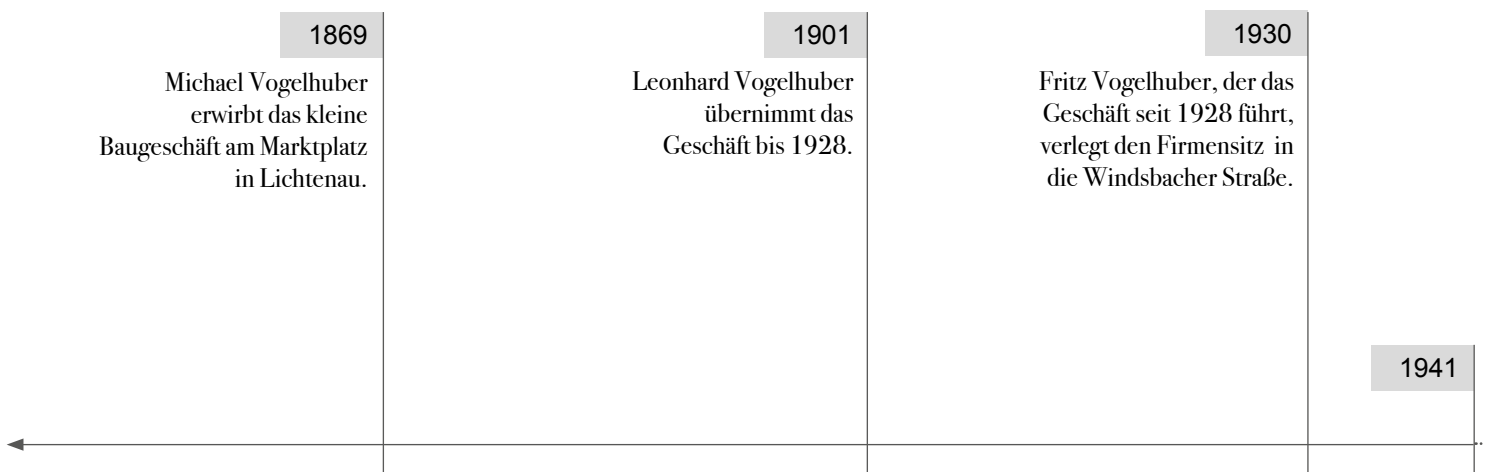 1869
Michael Vogelhuber
erwirbt das kleine
Baugeschäft am Marktplatz
in Lichtenau.
1901
Leonhard Vogelhuber
übernimmt das
Geschäft bis 1928.
1930
Fritz Vogelhuber, der das
Geschäft seit 1928 führt,
verlegt den Firmensitz in
die Windsbacher Straße.
1941